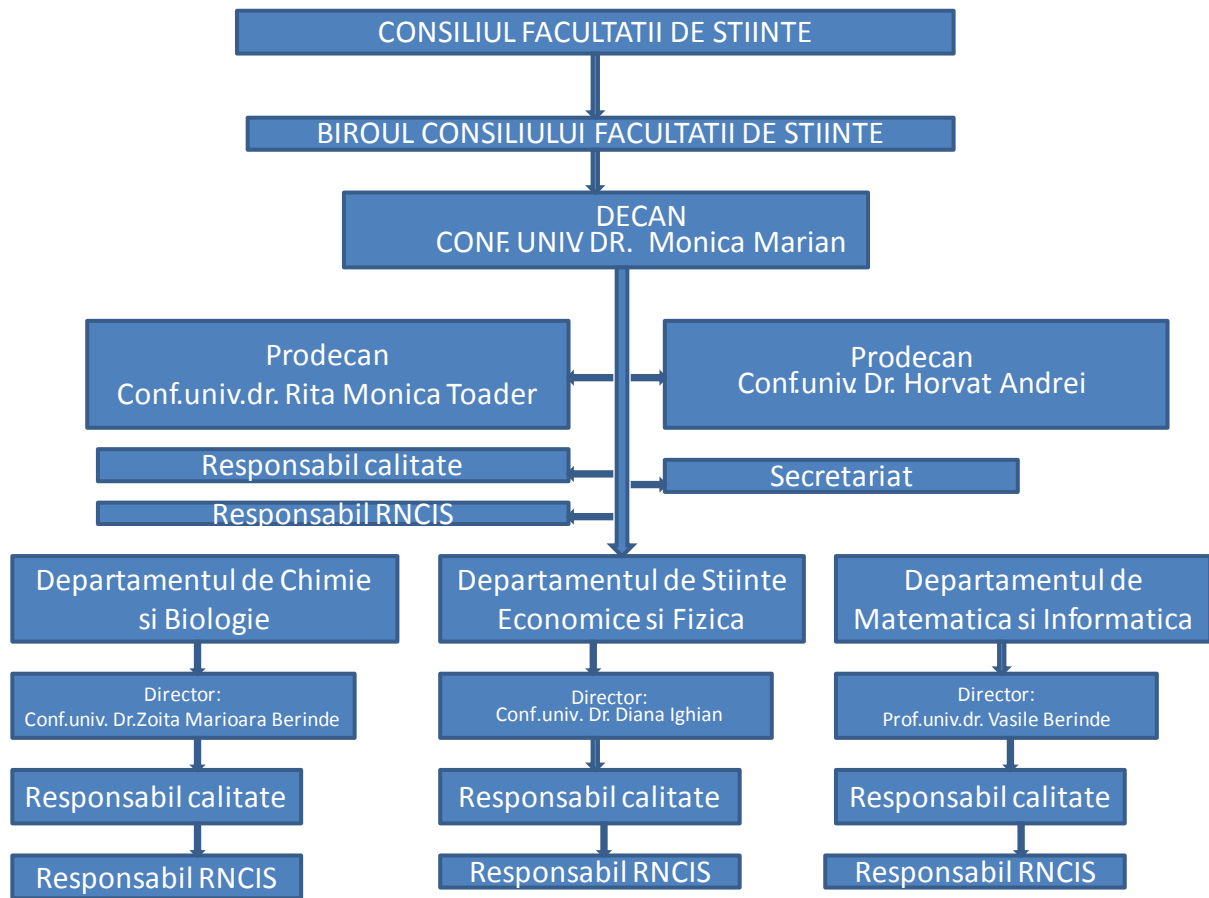 CONSILIUL FACULTATII DE STIINTE
BIROUL CONSILIULUI FACULTATII DE STIINTE
DECAN
CONF. UNIV. DR. Monica Marian
Prodecan
Conf.univ.dr. Rita Monica Toader
Prodecan
Conf.univ. Dr. Horvat Andrei
Responsabil calitate
Secretariat
Responsabil RNCIS
Departamentul de Chimie
si Biologie
Departamentul de Stiinte
Economice si Fizica
Departamentul de
Matematica si Informatica
Director:
Conf.univ. Dr.Zoita Marioara Berinde
Director:
Conf.univ. Dr. Diana Ighian
Director:
Prof.univ.dr. Vasile Berinde
Responsabil calitate
Responsabil calitate
Responsabil calitate
Responsabil RNCIS
Responsabil RNCIS
Responsabil RNCIS